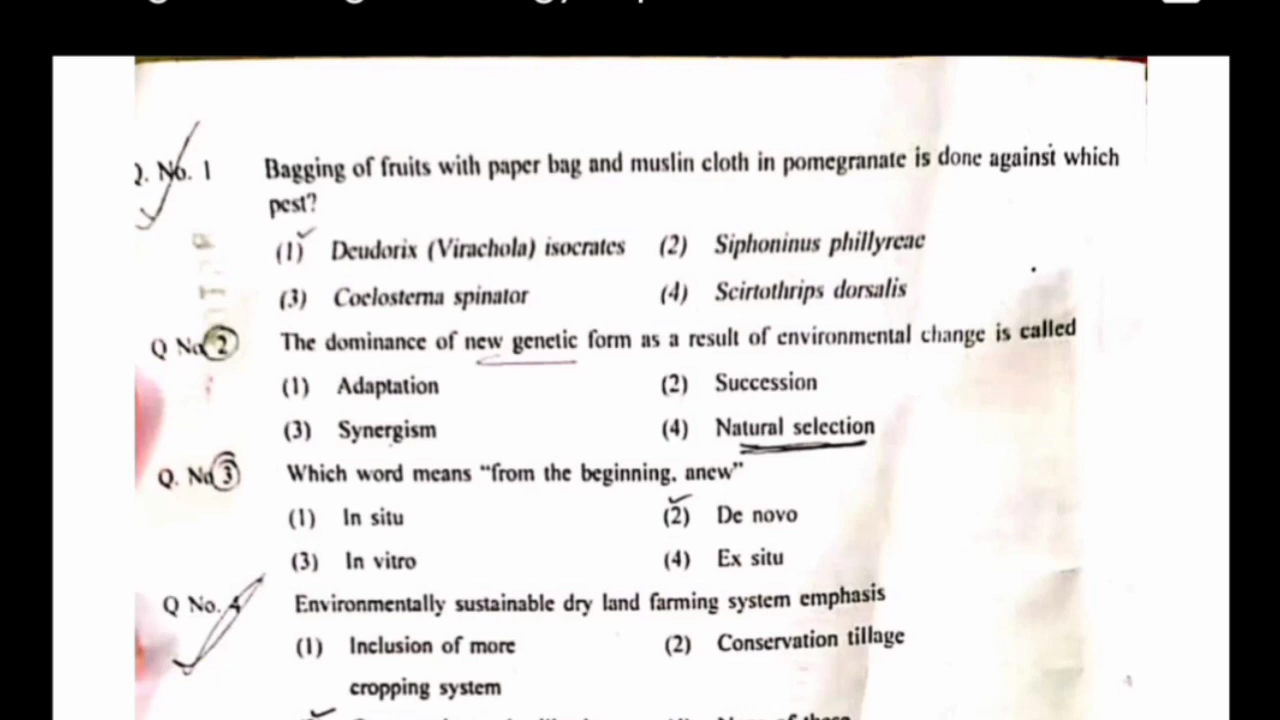 Q. No. 1 Bagging of fruits with paper bag and muslin cloth in pomegranate is done against which
pest?
(1) Deudorix (Virachola) isocrates (2) Siphoninus phillyreae
(3) Coelosterna spinator (4) Scirtothrips dorsalis
Q No 2 The dominance of new genetic form as a result of environmental change is called
(1) Adaptation (2) Succession
(3) Synergism (4) Natural selection
Q. No 3 Which word means “from the beginning, anew”
(1) In situ (2) De novo
(3) In vitro (4) Ex situ
Q No. 4 Environmentally sustainable dry land farming system emphasis
(1) Inclusion of more (2) Conservation tillage
cropping system